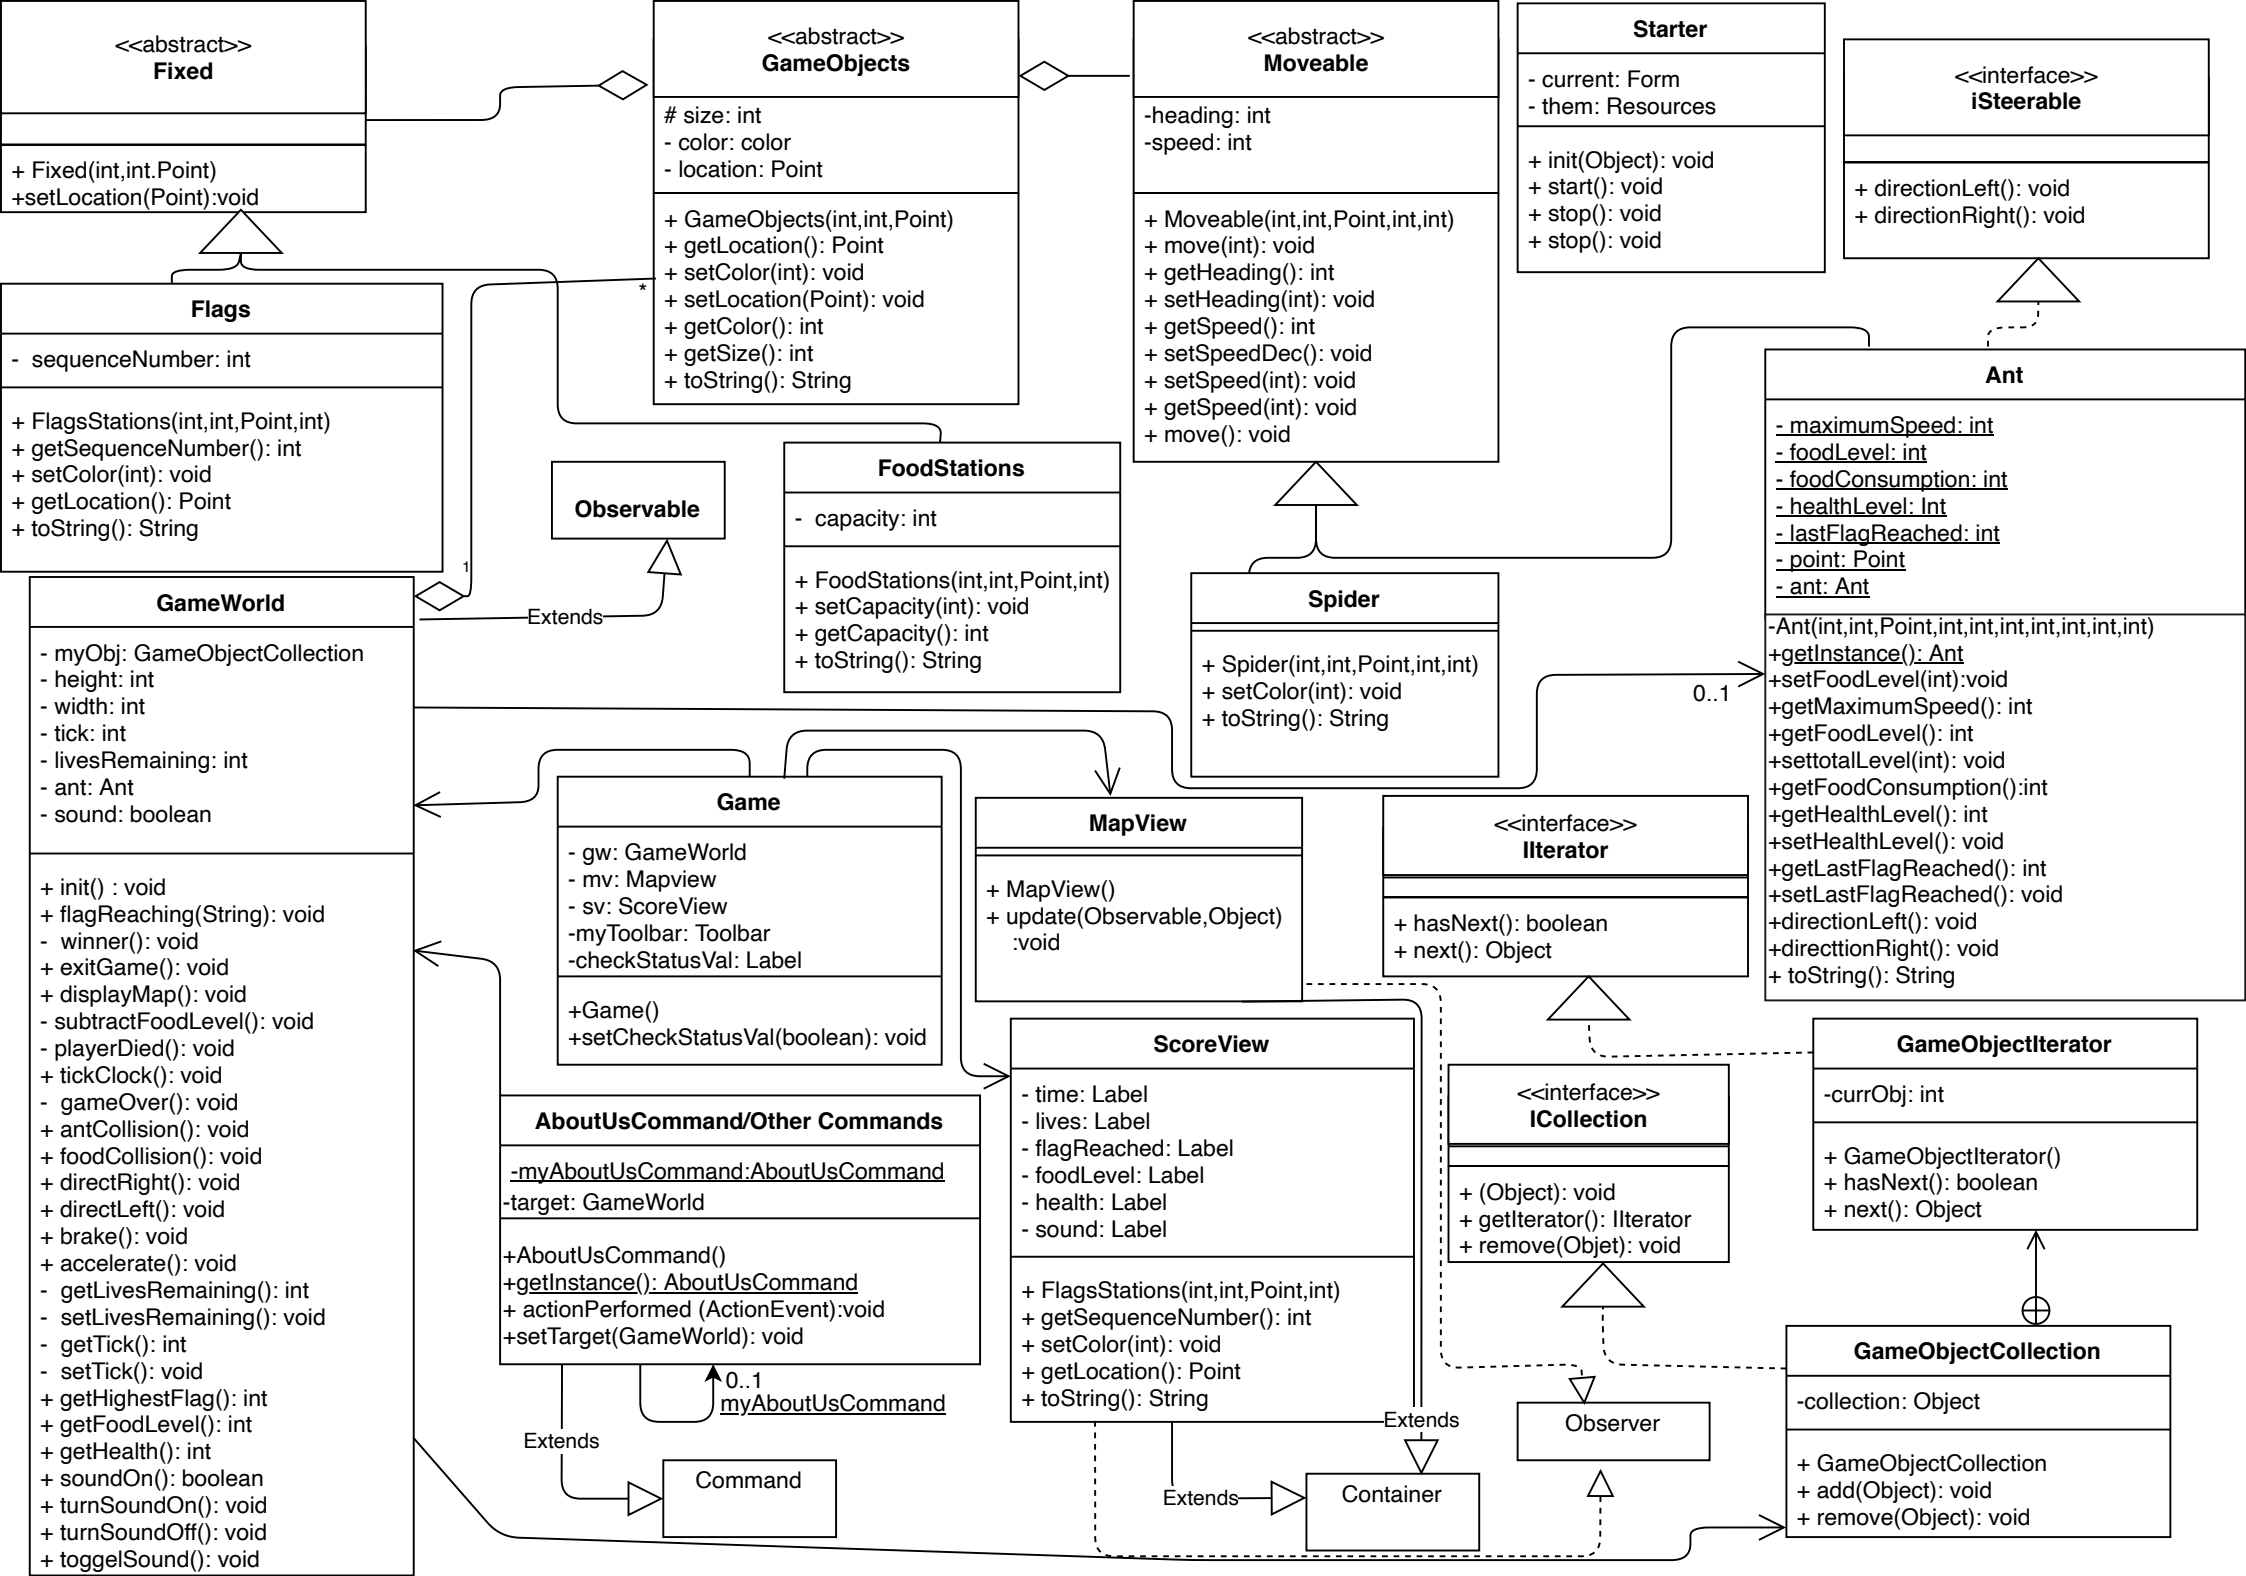 <<abstract>>
Fixed
+ Fixed(int,int.Point)
+setLocation(Point):void
<<abstract>>
GameObjects
# size: int
- color: color
- location: Point
+ GameObjects(int,int,Point)
+ getLocation(): Point
+ setColor(int): void
+ setLocation(Point): void
+ getColor(): int
+ getSize(): int
+ toString(): String
<<abstract>>
Moveable
-heading: int
-speed: int
+ Moveable(int,int,Point,int,int)
+ move(int): void
+ getHeading(): int
+ setHeading(int): void
+ getSpeed(): int
+ setSpeedDec(): void
+ setSpeed(int): void
+ getSpeed(int): void
+ move(): void
Starter
- current: Form
- them: Resources
+ init(Object): void
+ start(): void
+ stop(): void
+ stop(): void
<<interface>>
iSteerable
+ directionLeft(): void
+ directionRight(): void
Flags
- sequenceNumber: int
+ FlagsStations(int,int,Point,int)
+ getSequenceNumber(): int
+ setColor(int): void
+ getLocation(): Point
+ toString(): String
*
1
Observable
Extends
FoodStations
- capacity: int
+ FoodStations(int,int,Point,int)
+ setCapacity(int): void
+ getCapacity(): int
+ toString(): String
Spider
+ Spider(int,int,Point,int,int)
+ setColor(int): void
+ toString(): String
0..1
Ant
- maximumSpeed: int
- foodLevel: int
- foodConsumption: int
- healthLevel: Int
- lastFlagReached: int
- point: Point
- ant: Ant
-Ant(int,int,Point,int,int,int,int,int,int,int)
+getInstance(): Ant
+setFoodLevel(int):void
+getMaximumSpeed(): int
+getFoodLevel(): int
+settotalLevel(int): void
+getFoodConsumption():int
+getHealthLevel(): int
+setHealthLevel(): void
+getLastFlagReached(): int
+setLastFlagReached(): void
+directionLeft(): void
+directtionRight(): void
+ toString(): String
GameWorld
- myObj: GameObjectCollection
- height: int
- width: int
- tick: int
- livesRemaining: int
- ant: Ant
- sound: boolean
+ init() : void
+ flagReaching(String): void
- winner(): void
+ exitGame(): void
+ displayMap(): void
- subtractFoodLevel(): void
- playerDied(): void
+ tickClock(): void
- gameOver(): void
+ antCollision(): void
+ foodCollision(): void
+ directRight(): void
+ directLeft(): void
+ brake(): void
+ accelerate(): void
- getLivesRemaining(): int
- setLivesRemaining(): void
- getTick(): int
- setTick(): void
+ getHighestFlag(): int
+ getFoodLevel(): int
+ getHealth(): int
+ soundOn(): boolean
+ turnSoundOn(): void
+ turnSoundOff(): void
+ toggelSound(): void
Game
- gw: GameWorld
- mv: Mapview
- sv: ScoreView
-myToolbar: Toolbar
-checkStatusVal: Label
+Game()
+setCheckStatusVal(boolean): void
MapView
+ MapView()
+ update(Observable,Object)
:void
<<interface>>
IIterator
+ hasNext(): boolean
+ next(): Object
ScoreView
- time: Label
- lives: Label
- flagReached: Label
- foodLevel: Label
- health: Label
- sound: Label
+ FlagsStations(int,int,Point,int)
+ getSequenceNumber(): int
+ setColor(int): void
+ getLocation(): Point
+ toString(): String
<<interface>>
ICollection
+ (Object): void
+ getIterator(): IIterator
+ remove(Objet): void
GameObjectIterator
-currObj: int
+ GameObjectIterator()
+ hasNext(): boolean
+ next(): Object
AboutUsCommand/Other Commands
-myAboutUsCommand:AboutUsCommand
-target: GameWorld
+AboutUsCommand()
+getInstance(): AboutUsCommand
+ actionPerformed (ActionEvent):void
+setTarget(GameWorld): void
0..1
myAboutUsCommand
Extends
Command
Extends
Extends
Container
Observer
GameObjectCollection
-collection: Object
+ GameObjectCollection
+ add(Object): void
+ remove(Object): void